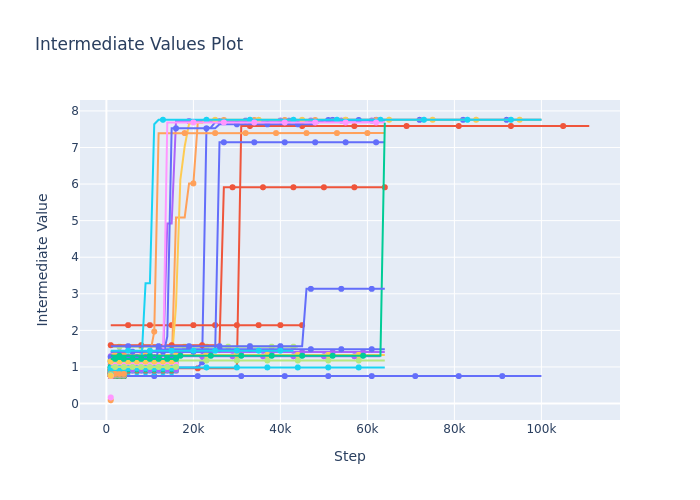 Intermediate Values Plot
8
7
6
5
4
3
2
1
0
Intermediate Value
0 20k 40k 60k 80k 100k
Step